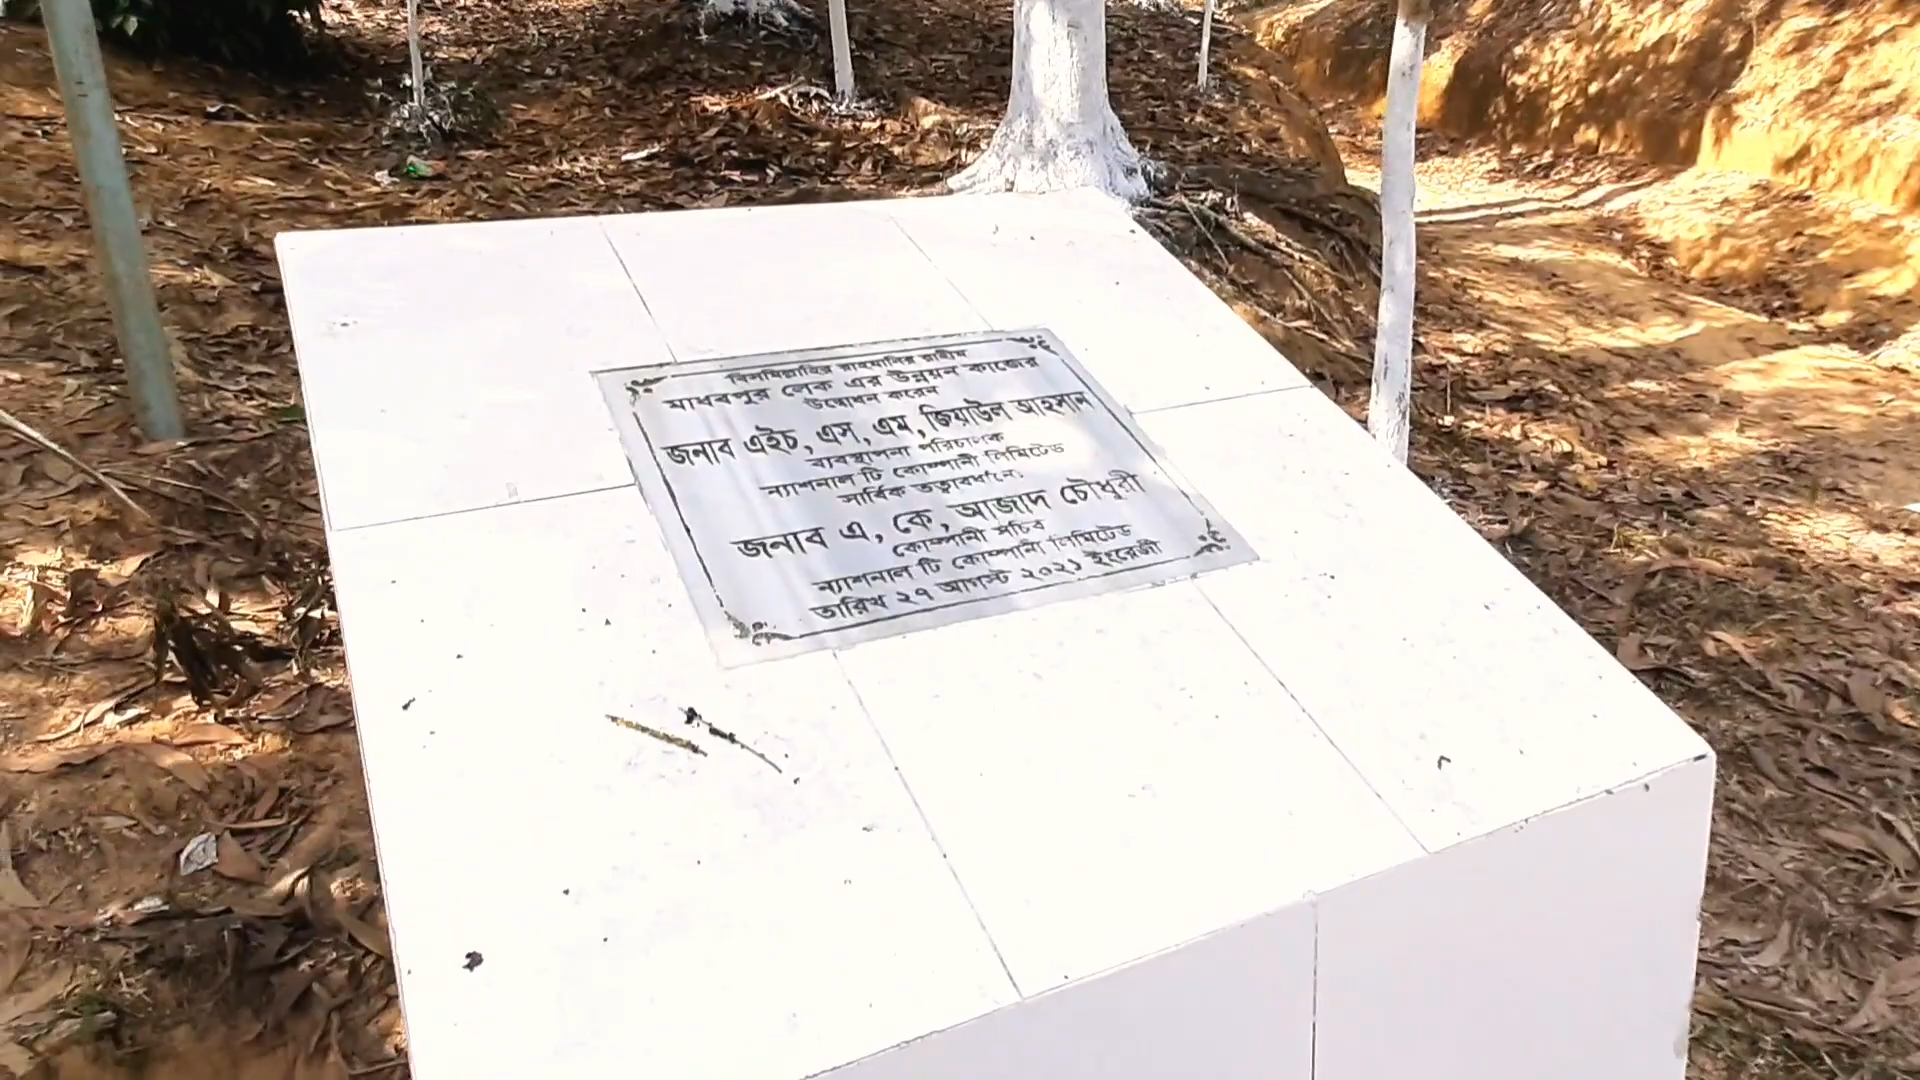 বিসমিল্লাহির রাহমানির রাহীম
মাধবপুর লেক এর উন্নয়ন কাজের
উদ্বোধন করেন
জনাব এইচ, এস, এম, জিয়াউল আহসান
ব্যবস্থাপনা পরিচালক
ন্যাশনাল টি কোম্পানী লিমিটেড
সার্বিক তত্ত্বাবধানে,
জনাব এ, কে, আজাদ চৌধুরী
কোম্পানী সচিব
ন্যাশনাল টি কোম্পানী লিমিটেড
তারিখ ২৭ আগস্ট ২০২১ ইংরেজী